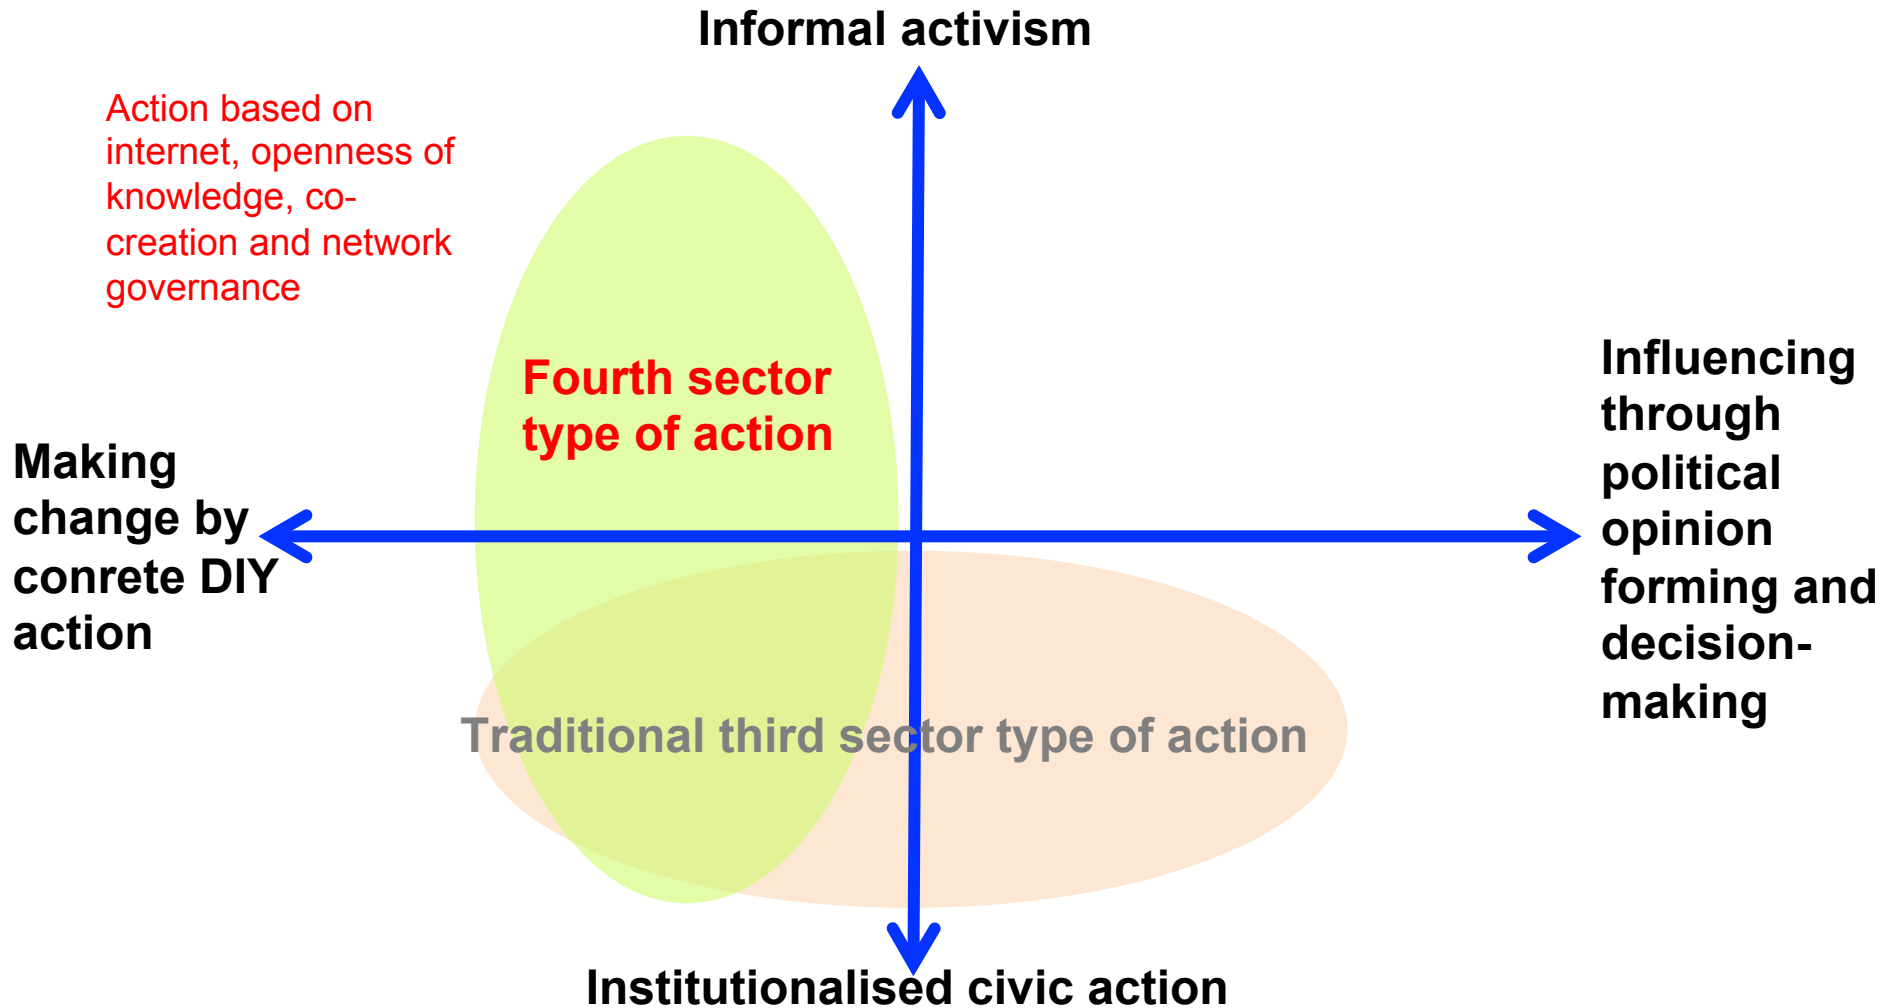 Informal activism
Action based on
internet, openness of
knowledge, co-
creation and network
governance
Fourth sector
type of action
Making
change by
conrete DIY
action
Influencing
through
political
opinion
forming and
decision-
making
Traditional third sector type of action
Institutionalised civic action